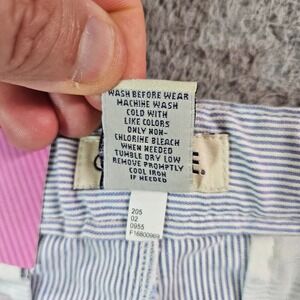 WASH BEFORE WEAR
MACHINE WASH
COLD WITH
LIKE COLORS
ONLY NON-
CHLORINE BLEACH
WHEN NEEDED
TUMBLE DRY LOW
REMOVE PROMPTLY
COOL IRON
IF NEEDED
205
02
0955